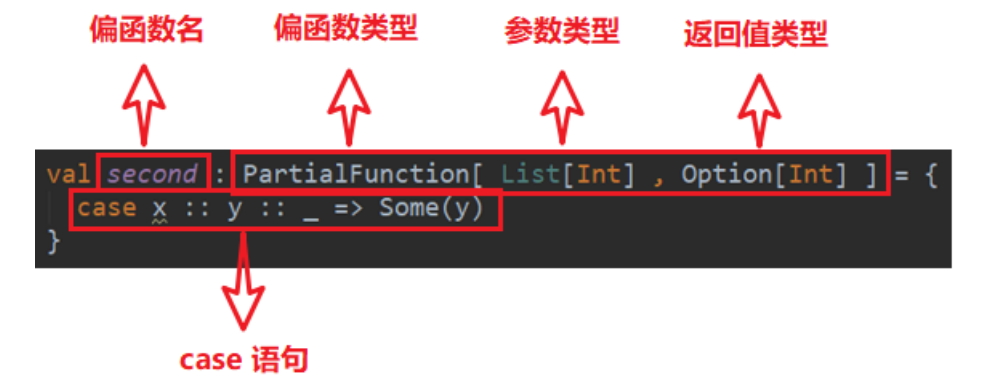 偏函数名 偏函数类型 参数类型 返回值类型
val second : PartialFunction[ List[Int] , Option[Int] ] = {
case x :: y :: _ => Some(y)
}
case 语句